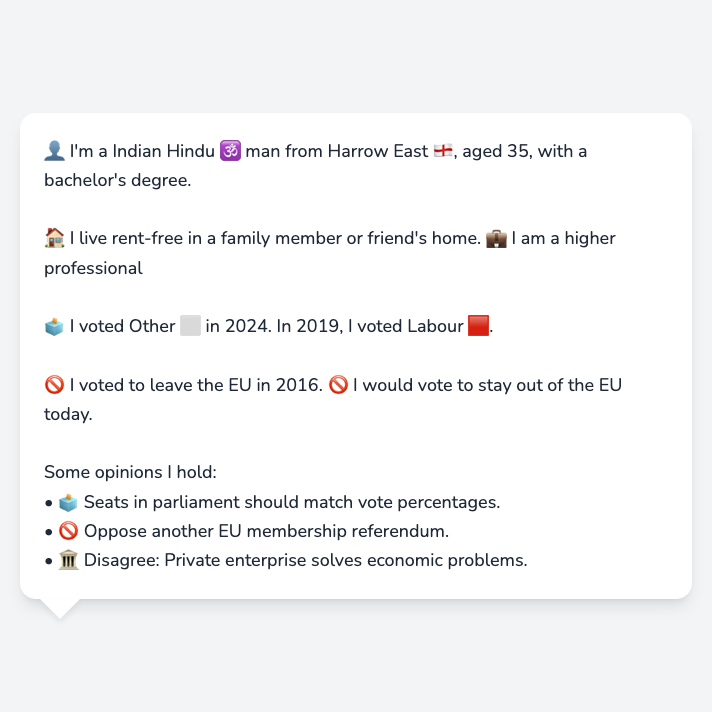 👤 I'm a Indian Hindu 🕉️ man from Harrow East 🏴󠁧󠁢󠁥󠁮󠁧󠁿, aged 35, with a
bachelor's degree.
🏠 I live rent-free in a family member or friend's home. 💼 I am a higher
professional
🗳️ I voted Other ⬜ in 2024. In 2019, I voted Labour 🟥.
🚫 I voted to leave the EU in 2016. 🚫 I would vote to stay out of the EU
today.
Some opinions I hold:
• 🗳️ Seats in parliament should match vote percentages.
• 🚫 Oppose another EU membership referendum.
• 🏛️ Disagree: Private enterprise solves economic problems.